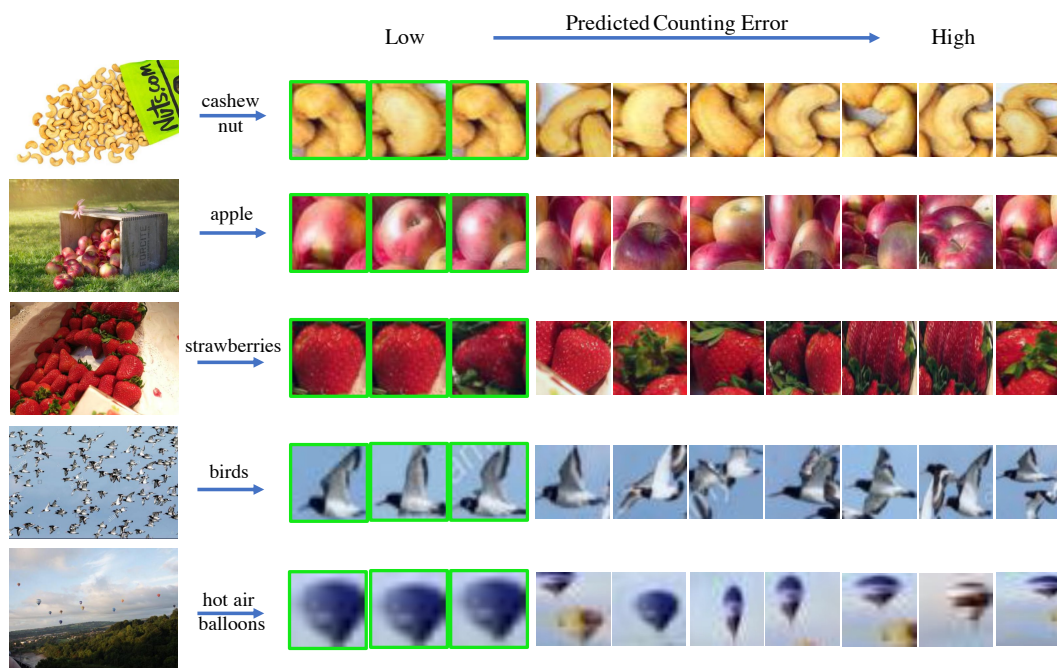 Predicted Counting Error
Low
High
Nuts.com
cashew
nut
apple
strawberries
birds
hot air
balloons